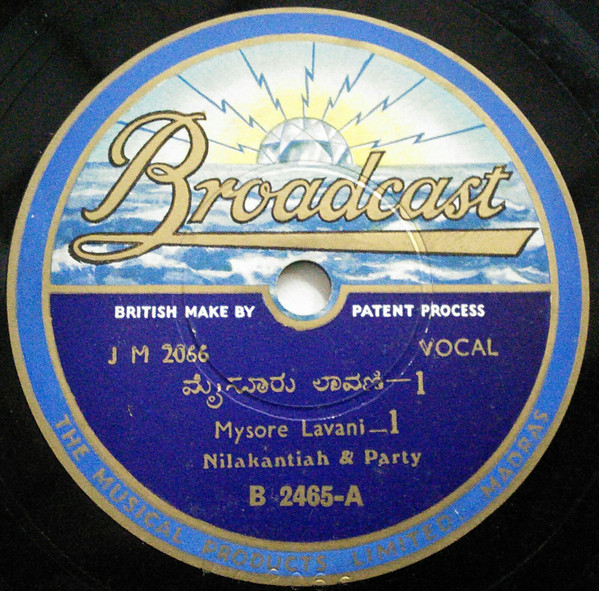 Broadcast
BRITISH MAKE BY PATENT PROCESS
J M 2066 VOCAL
ಮೈಸೂರು ಲಾವಣಿ-1
Mysore Lavani-1
Nilakantiah & Party
B 2465-A
THE MUSICAL PRODUCTS LIMITED, MADRAS